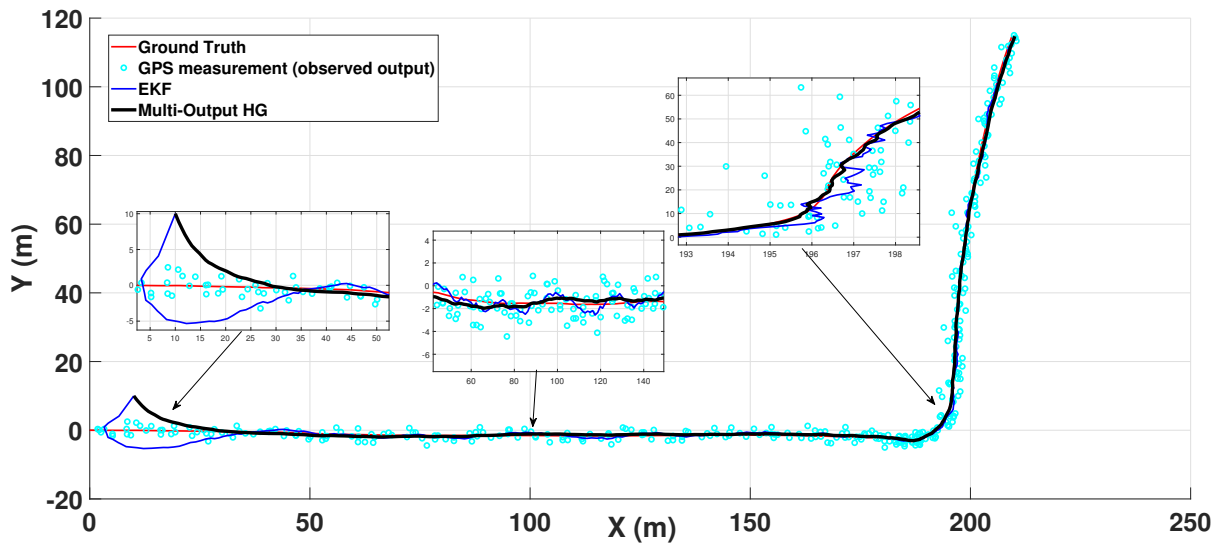 120
100
80
60
40
20
0
-20
Y (m)
Ground Truth
GPS measurement (observed output)
EKF
Multi-Output HG
60
50
40
30
20
10
0
193 194 195 196 197 198
10
5
0
-5
5 10 15 20 25 30 35 40 45 50
4
2
0
-2
-4
-6
60 80 100 120 140
0 50 100 150 200 250
X (m)